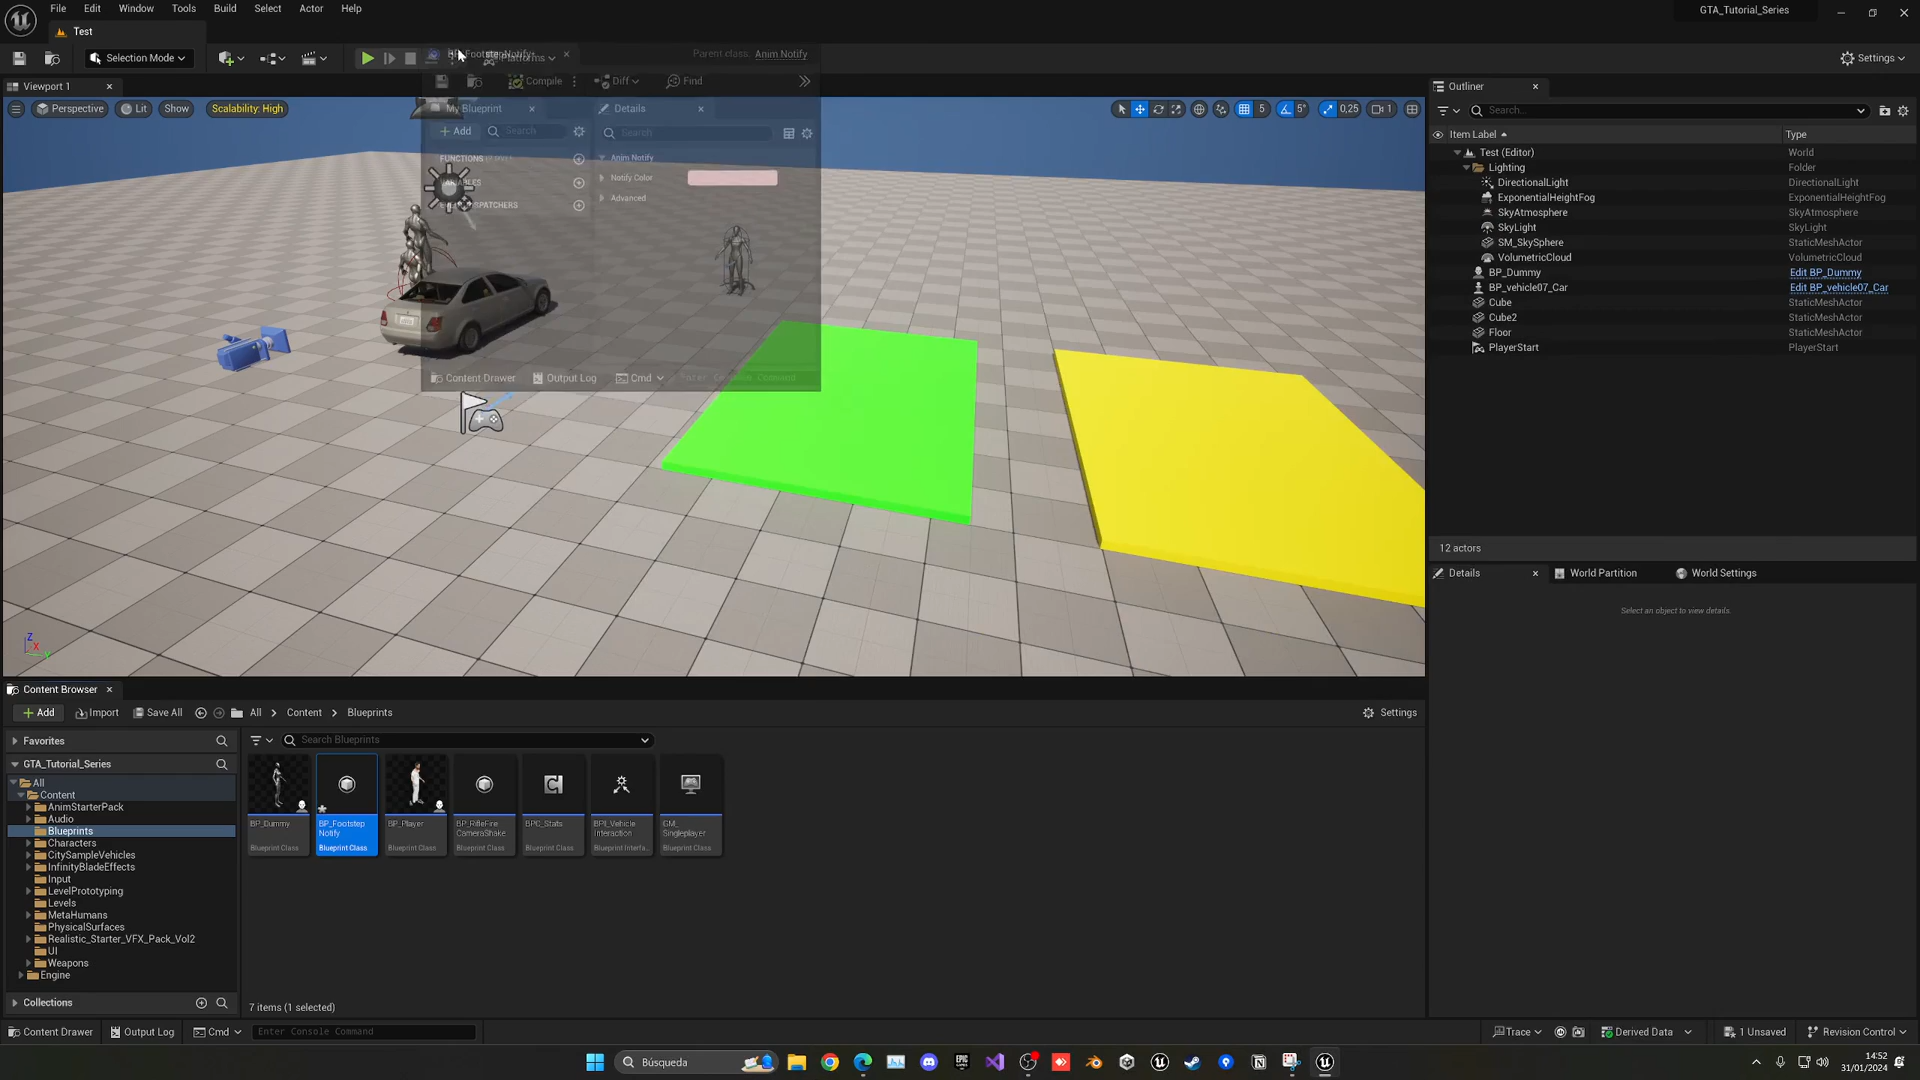 File Edit Window Tools Build Select Actor Help
GTA_Tutorial_Series
Test
Selection Mode
Platforms
Settings
BP_FootstepNotify
Parent class: Anim Notify
Compile Diff Find
Viewport 1
Perspective Lit Show Scalability: High
5 5° 0,25 1
My Blueprint
Details
Add Search
Search
FUNCTIONS
Anim Notify
Notify Color
Advanced
Content Drawer Output Log Cmd
Outliner
Search...
Item Label Type
Test (Editor) World
Lighting Folder
DirectionalLight DirectionalLight
ExponentialHeightFog ExponentialHeightFog
SkyAtmosphere SkyAtmosphere
SkyLight SkyLight
SM_SkySphere StaticMeshActor
VolumetricCloud VolumetricCloud
BP_Dummy Edit BP_Dummy
BP_vehicle07_Car Edit BP_vehicle07_Car
Cube StaticMeshActor
Cube2 StaticMeshActor
Floor StaticMeshActor
PlayerStart PlayerStart
12 actors
Details World Partition World Settings
Select an object to view details.
Z
X
Y
Content Browser
Add Import Save All All Content Blueprints Settings
Favorites
Search Blueprints
GTA_Tutorial_Series
All
Content
AnimStarterPack
Audio
Blueprints
Characters
CitySampleVehicles
InfinityBladeEffects
Input
LevelPrototyping
Levels
MetaHumans
PhysicalSurfaces
Realistic_Starter_VFX_Pack_Vol2
UI
Weapons
Engine
Collections
BP_Dummy
Blueprint Class
BP_Footstep
Notify
Blueprint Class
BP_Player
Blueprint Class
BP_RifleFire
CameraShake
Blueprint Class
BPC_Stats
Blueprint Class
BPI_Vehicle
Interaction
Blueprint Interfa...
GM_
Singleplayer
Blueprint Class
7 items (1 selected)
Content Drawer Output Log Cmd Enter Console Command
Trace Derived Data 1 Unsaved Revision Control
Búsqueda
14:52
31/01/2024